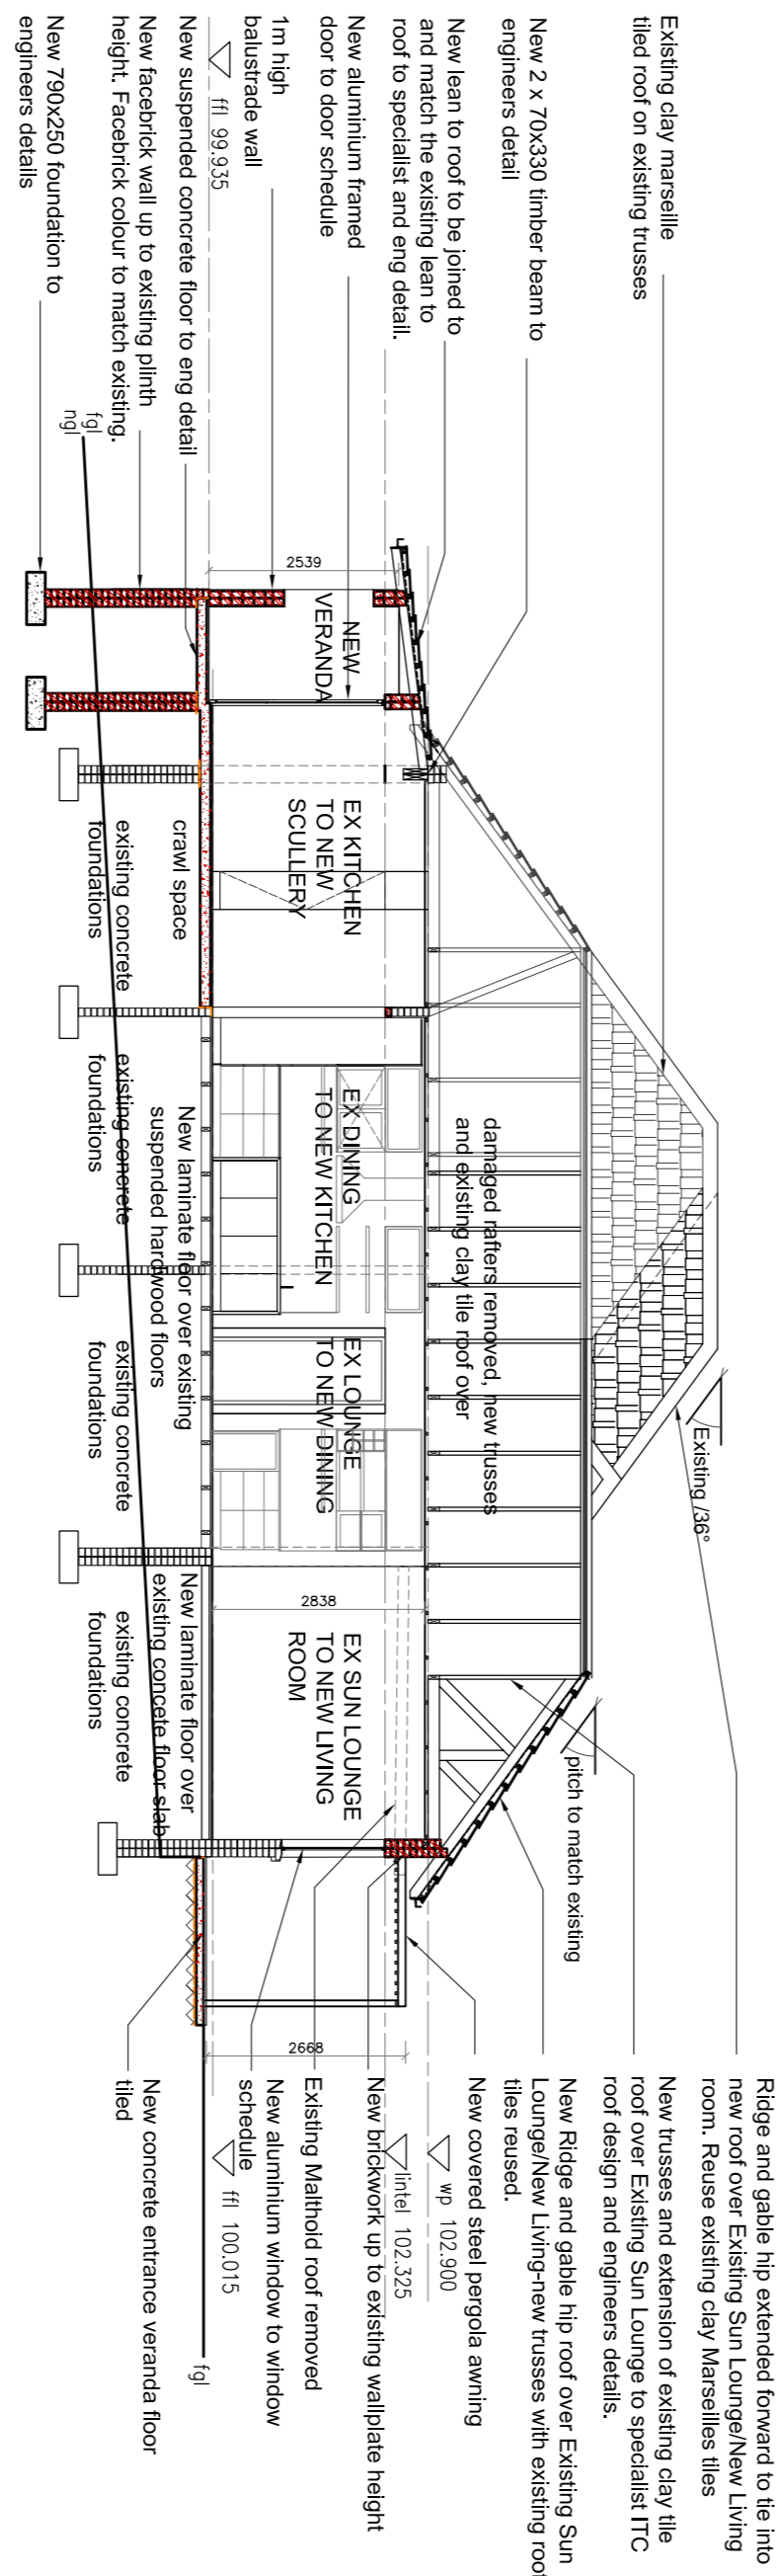 Existing clay marseille
tiled roof on existing trusses
New 2 x 70x330 timber beam to
engineers detail
New lean to roof to be joined to
and match the existing lean to
roof to specialist and eng detail.
New aluminium framed
door to door schedule
1m high
balustrade wall
ffl 99.935
New suspended concrete floor to eng detail
New facebrick wall up to existing plinth
height. Facebrick colour to match existing.
fgl
ngl
New 790x250 foundation to
engineers details
2539
NEW
VERANDA
EX KITCHEN
TO NEW
SCULLERY
crawl space
existing concrete
foundations
damaged rafters removed, new trusses
and existing clay tile roof over
EX DINING
TO NEW KITCHEN
New laminate floor over existing
suspended hardwood floors
existing concrete
foundations
Existing /36°
EX LOUNGE
TO NEW DINING
existing concrete
foundations
pitch to match existing
2838
EX SUN LOUNGE
TO NEW LIVING
ROOM
New laminate floor over
existing concete floor slab
existing concrete
foundations
2668
Ridge and gable hip extended forward to tie into
new roof over Existing Sun Lounge/New Living
room. Reuse existing clay Marseilles tiles
New trusses and extension of existing clay tile
roof over Existing Sun Lounge to specialist ITC
roof design and engineers details.
New Ridge and gable hip roof over Existing Sun
Lounge/New Living-new trusses with existing roof
tiles reused.
New covered steel pergola awning
wp 102.900
lintel 102.325
New brickwork up to existing wallplate height
Existing Malthoid roof removed
New aluminium window to window
schedule
ffl 100.015
fgl
New concrete entrance veranda floor
tiled